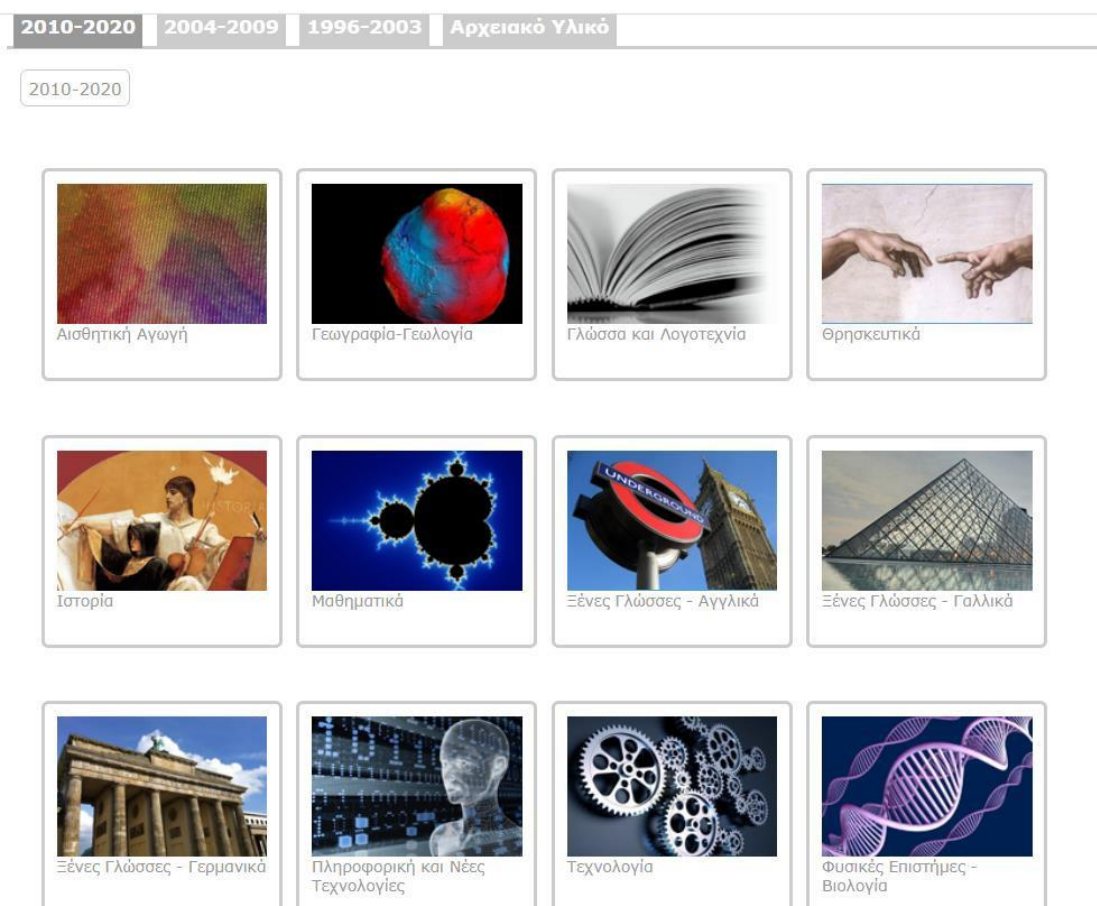 2010-2020 2004-2009 1996-2003 Αρχειακό Υλικό
2010-2020
Αισθητική Αγωγή
Γεωγραφία-Γεωλογία
Γλώσσα και Λογοτεχνία
Θρησκευτικά
HISTORIA
Ιστορία
Μαθηματικά
UNDERGROUND
Ξένες Γλώσσες - Αγγλικά
Ξένες Γλώσσες - Γαλλικά
Ξένες Γλώσσες - Γερμανικά
Πληροφορική και Νέες
Τεχνολογίες
Τεχνολογία
Φυσικές Επιστήμες -
Βιολογία